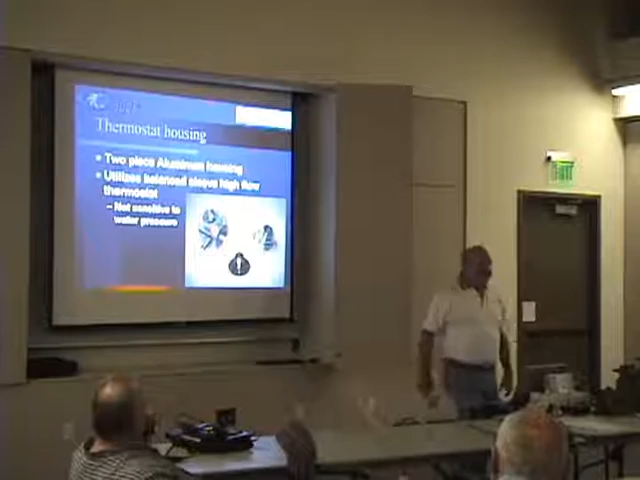 Thermostat housing
• Two piece Aluminum housing
• Utilizes balanced sleeve high flow
thermostat
– Not sensitive to
water pressure
EXIT